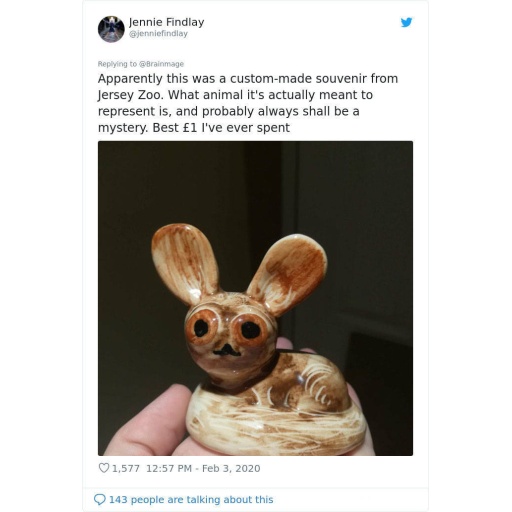 Jennie Findlay
@jenniefindlay
Replying to @Brainmage
Apparently this was a custom-made souvenir from
Jersey Zoo. What animal it's actually meant to
represent is, and probably always shall be a
mystery. Best £1 I've ever spent
1,577 12:57 PM - Feb 3, 2020
143 people are talking about this